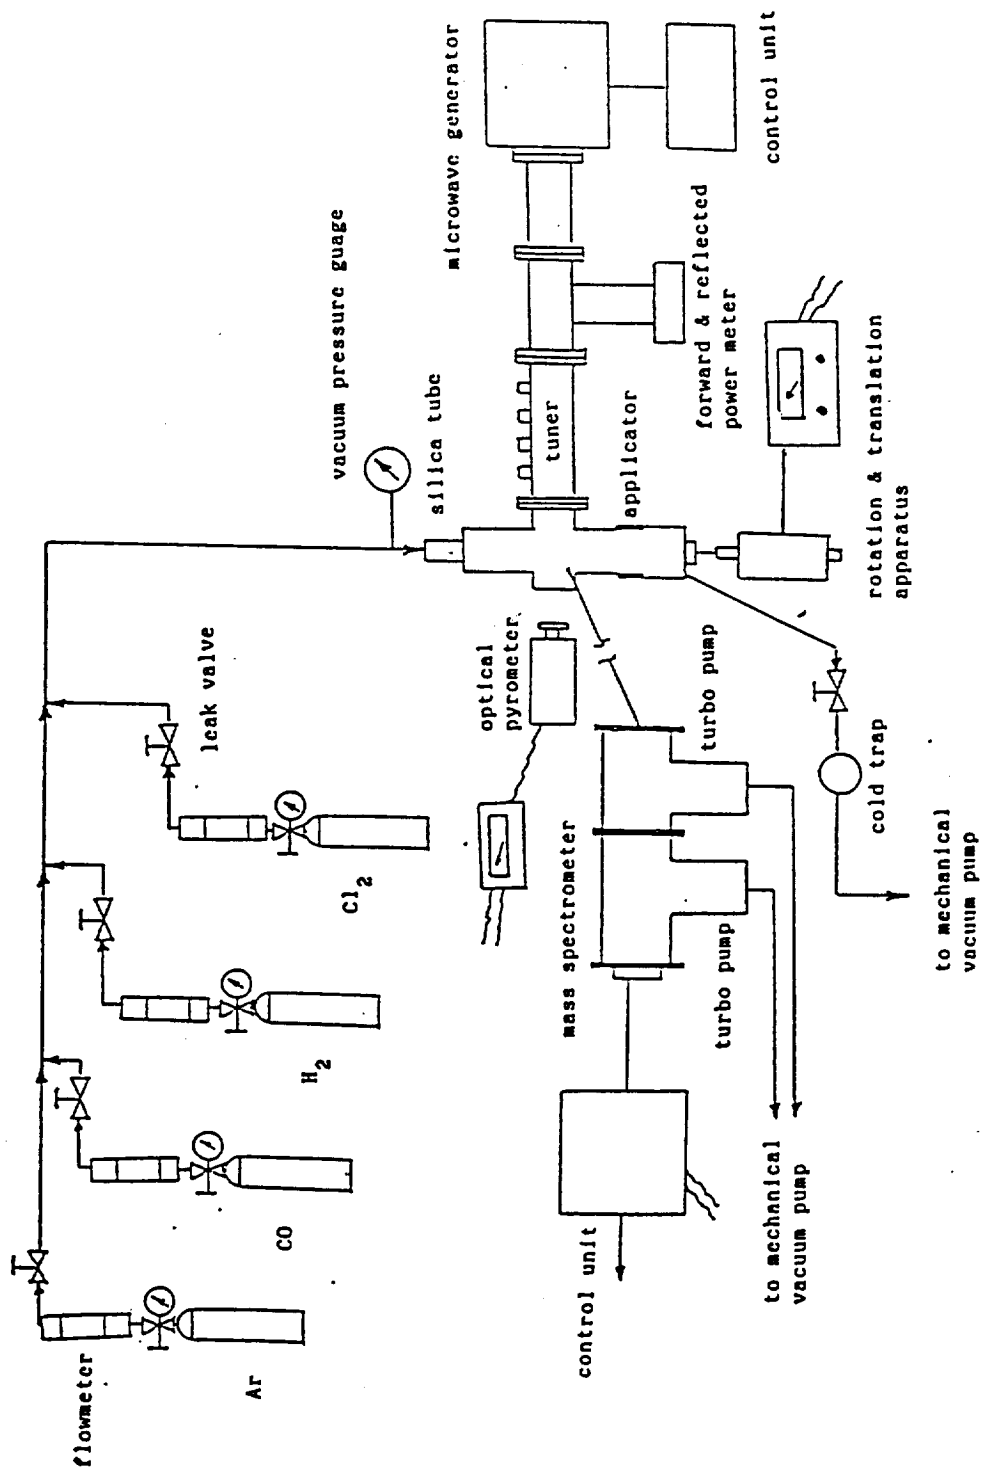 flowmeter
Ar
CO
H2
Cl2
leak valve
vacuum pressure guage
silica tube
microwave generator
control unit
forward & reflected
power meter
tuner
applicator
rotation & translation
apparatus
optical
pyrometer
turbo pump
mass spectrometer
turbo pump
cold trap
to mechanical
vacuum pump
control unit
to mechanical
vacuum pump